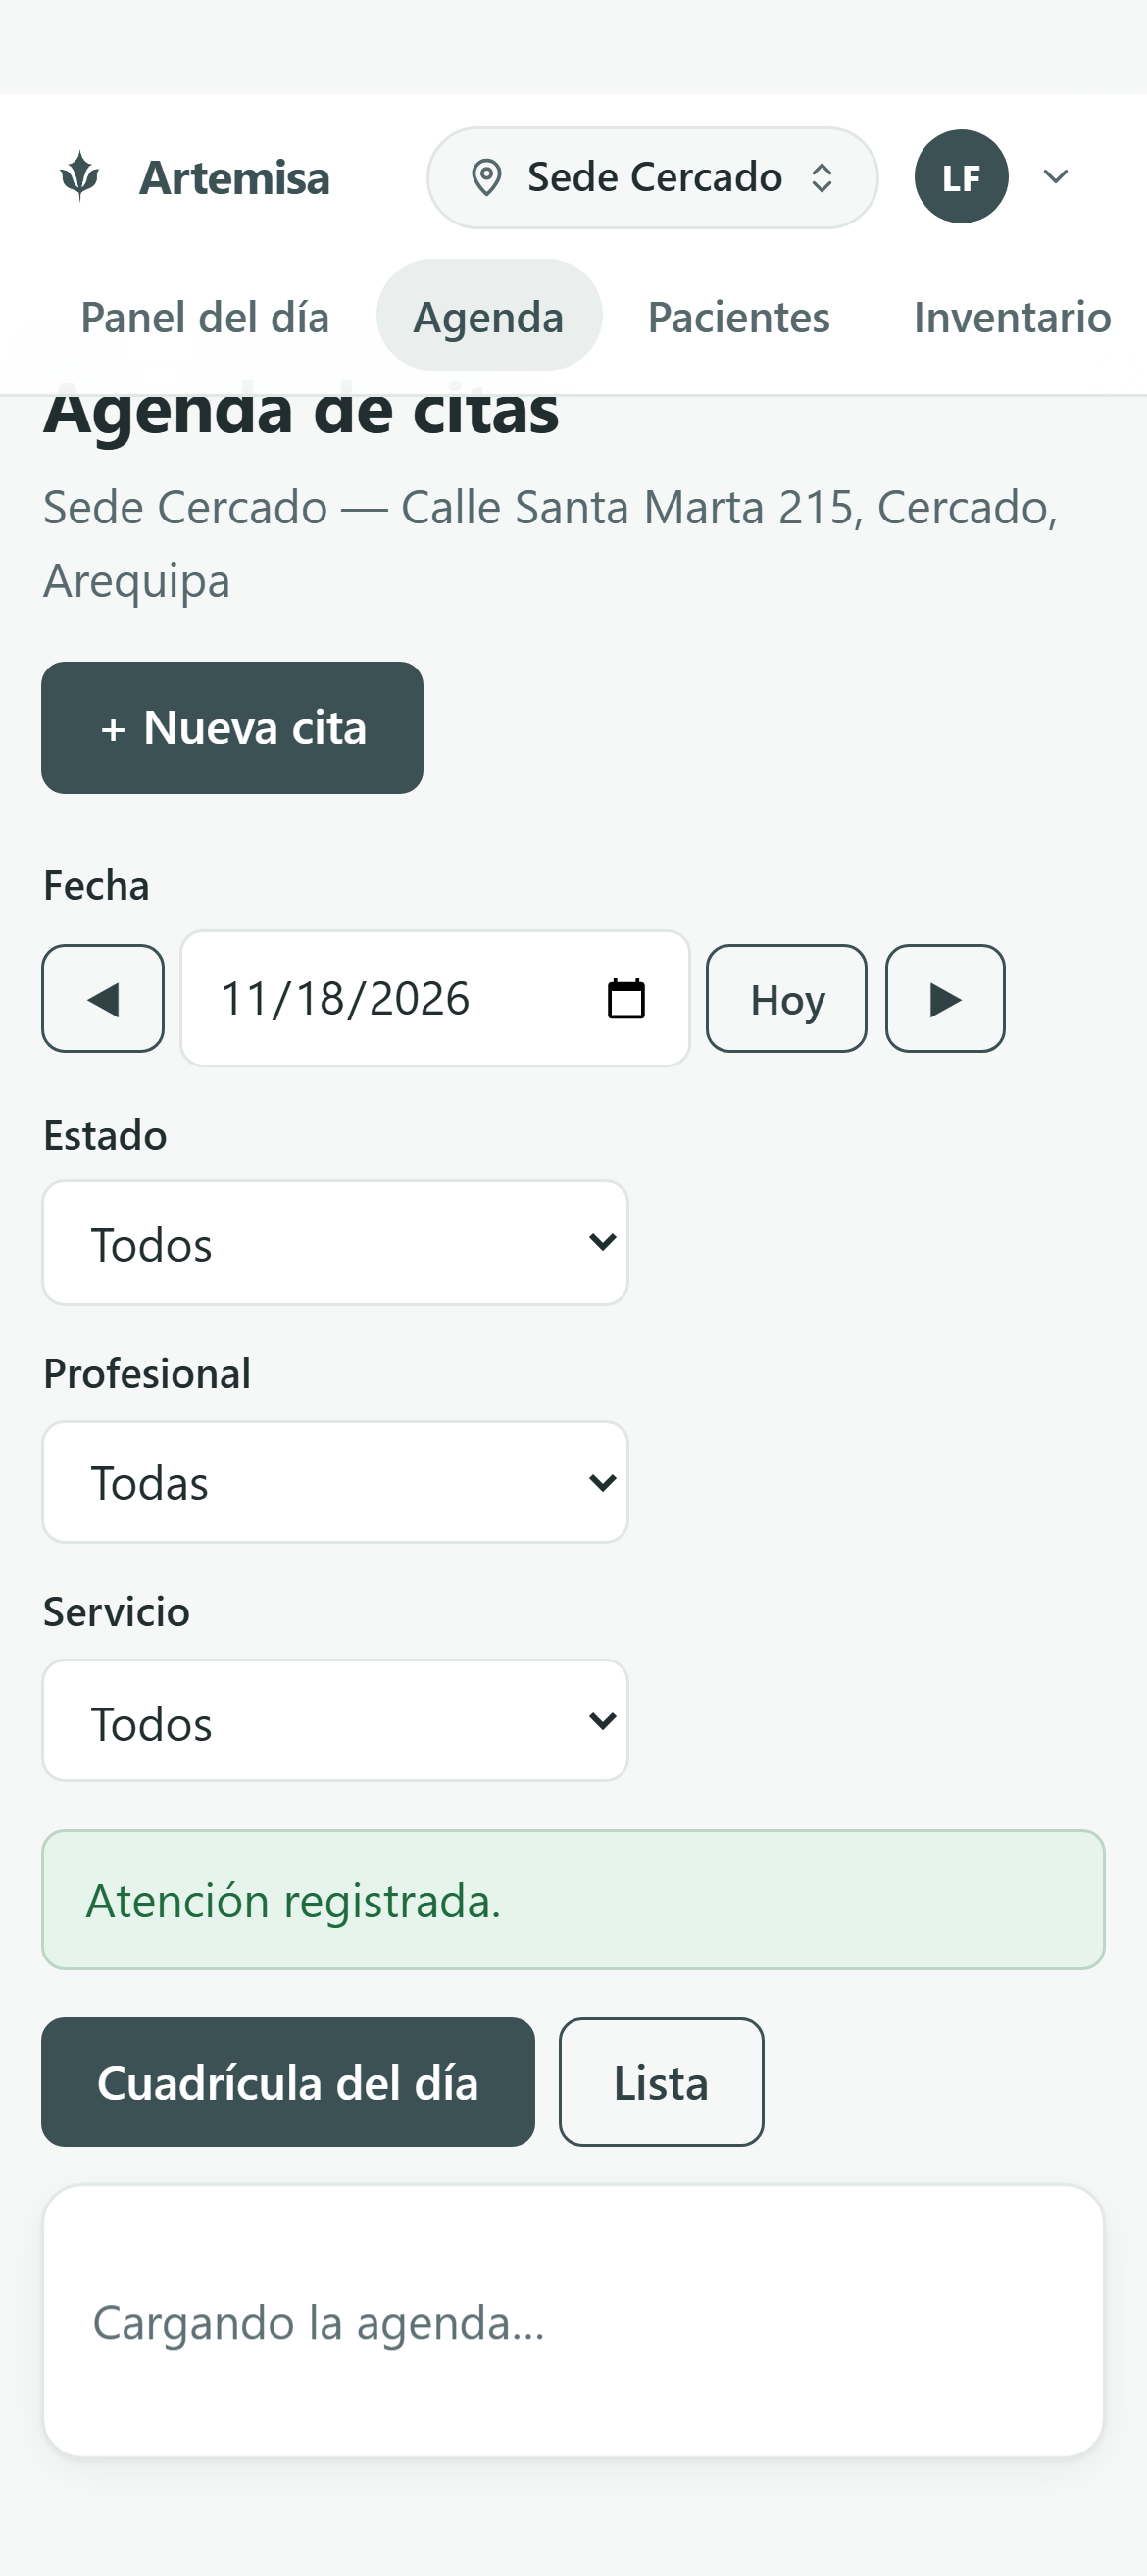 Artemisa
Sede Cercado
LF
Panel del día
Agenda
Pacientes
Inventario
Agenda de citas
Sede Cercado — Calle Santa Marta 215, Cercado,
Arequipa
+ Nueva cita
Fecha
◀
11/18/2026
Hoy
▶
Estado
Todos
Profesional
Todas
Servicio
Todos
Atención registrada.
Cuadrícula del día
Lista
Cargando la agenda...